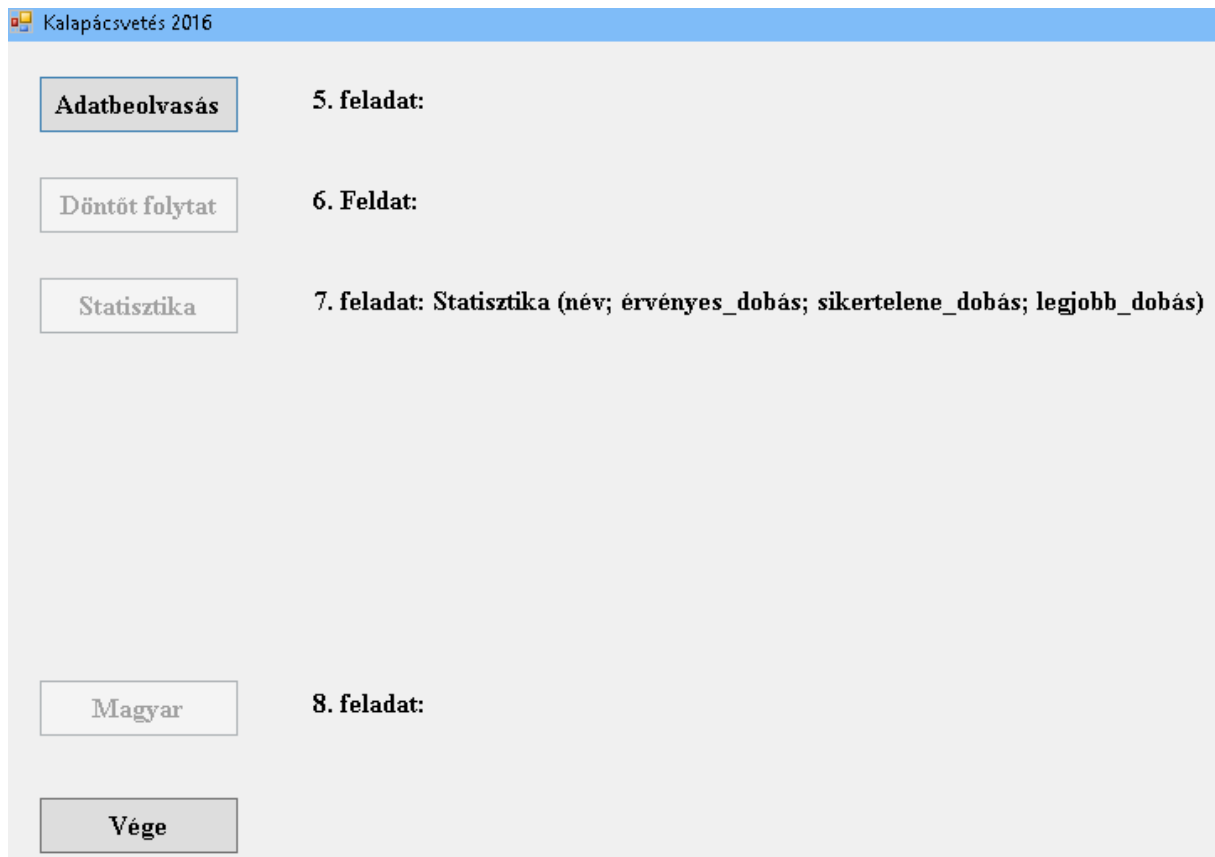 Kalapácsvetés 2016
Adatbeolvasás
5. feladat:
Döntőt folytat
6. Feldat:
Statisztika
7. feladat: Statisztika (név; érvényes_dobás; sikertelene_dobás; legjobb_dobás)
Magyar
8. feladat:
Vége